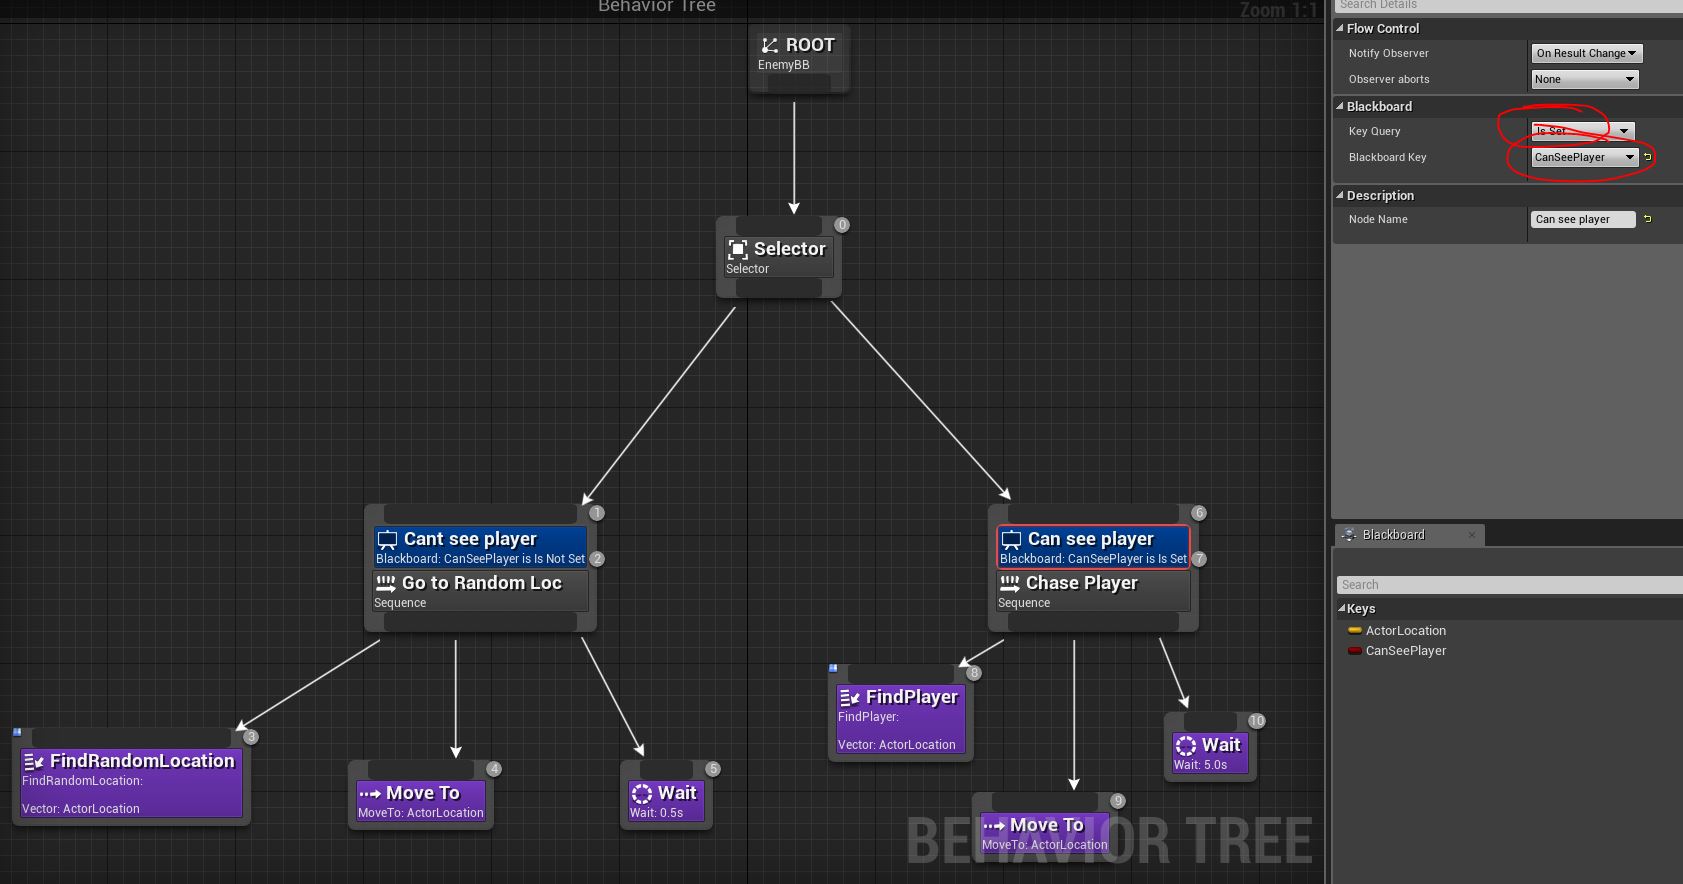 Behavior Tree
Zoom 1:1
ROOT
EnemyBB
0
Selector
Selector
1
Cant see player
Blackboard: CanSeePlayer is Is Not Set
2
Go to Random Loc
Sequence
6
Can see player
Blackboard: CanSeePlayer is Is Set
7
Chase Player
Sequence
3
FindRandomLocation
FindRandomLocation:
Vector: ActorLocation
4
Move To
MoveTo: ActorLocation
5
Wait
Wait: 0.5s
8
FindPlayer
FindPlayer:
Vector: ActorLocation
9
Move To
MoveTo: ActorLocation
10
Wait
Wait: 5.0s
BEHAVIOR TREE
Search Details
Flow Control
Notify Observer
On Result Change
Observer aborts
None
Blackboard
Key Query
Is Set
Blackboard Key
CanSeePlayer
Description
Node Name
Can see player
Blackboard
Search
Keys
ActorLocation
CanSeePlayer